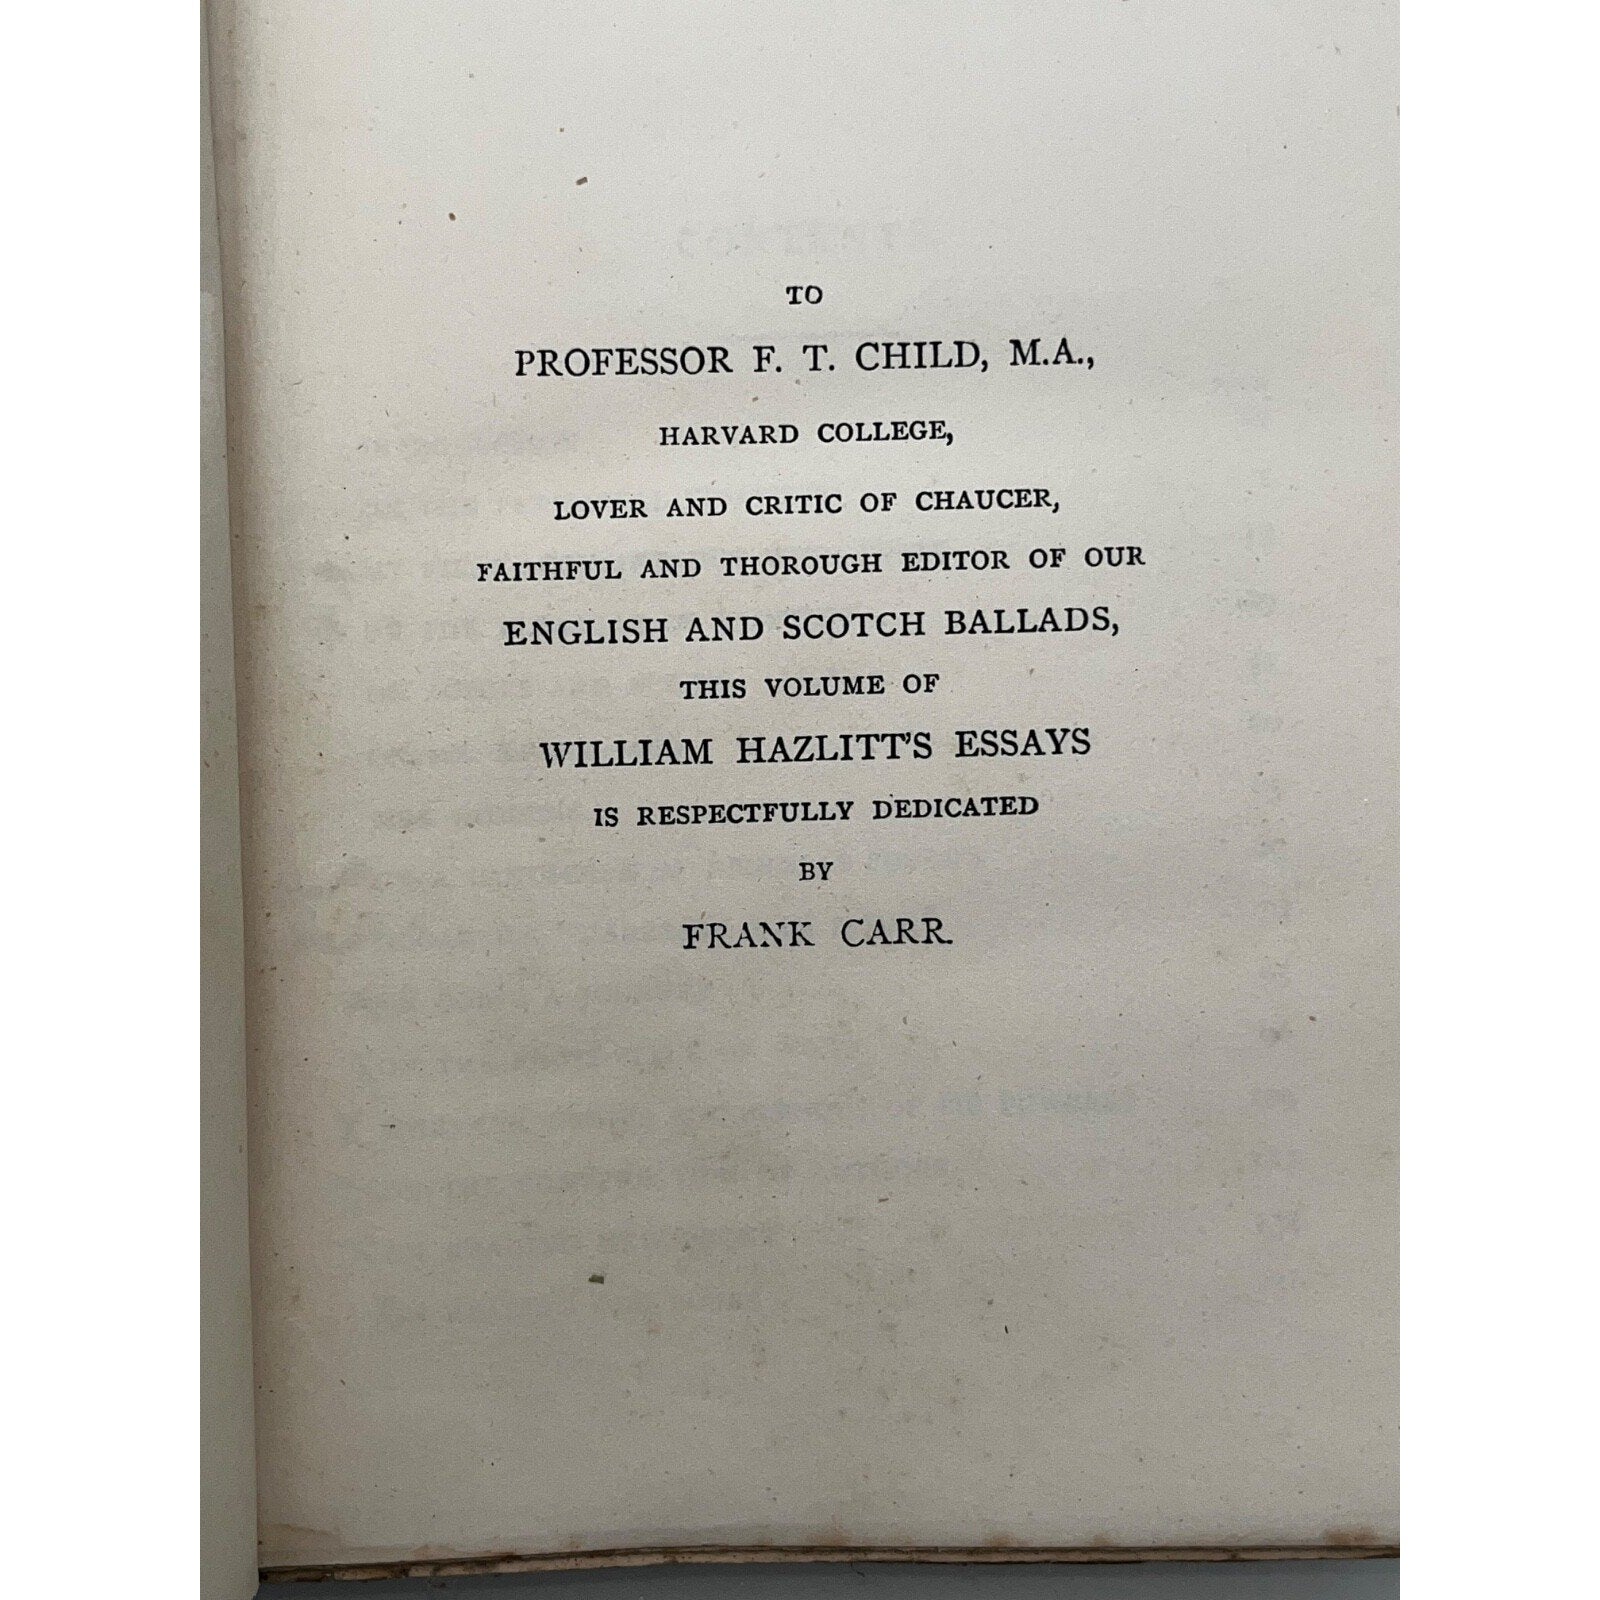 TO
PROFESSOR F. T. CHILD, M.A.,
HARVARD COLLEGE,
LOVER AND CRITIC OF CHAUCER,
FAITHFUL AND THOROUGH EDITOR OF OUR
ENGLISH AND SCOTCH BALLADS,
THIS VOLUME OF
WILLIAM HAZLITT'S ESSAYS
IS RESPECTFULLY DEDICATED
BY
FRANK CARR.